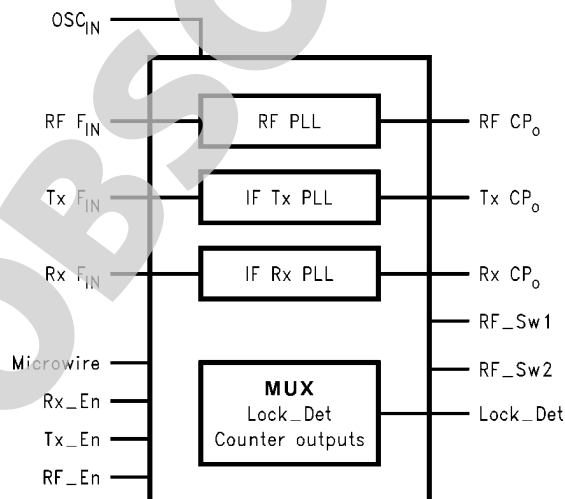 OSC_IN
RF F_IN
RF PLL
RF CP_o
Tx F_IN
IF Tx PLL
Tx CP_o
Rx F_IN
IF Rx PLL
Rx CP_o
RF_Sw1
Microwire
RF_Sw2
Rx_En
MUX
Lock_Det
Counter outputs
Lock_Det
Tx_En
RF_En
OBSO